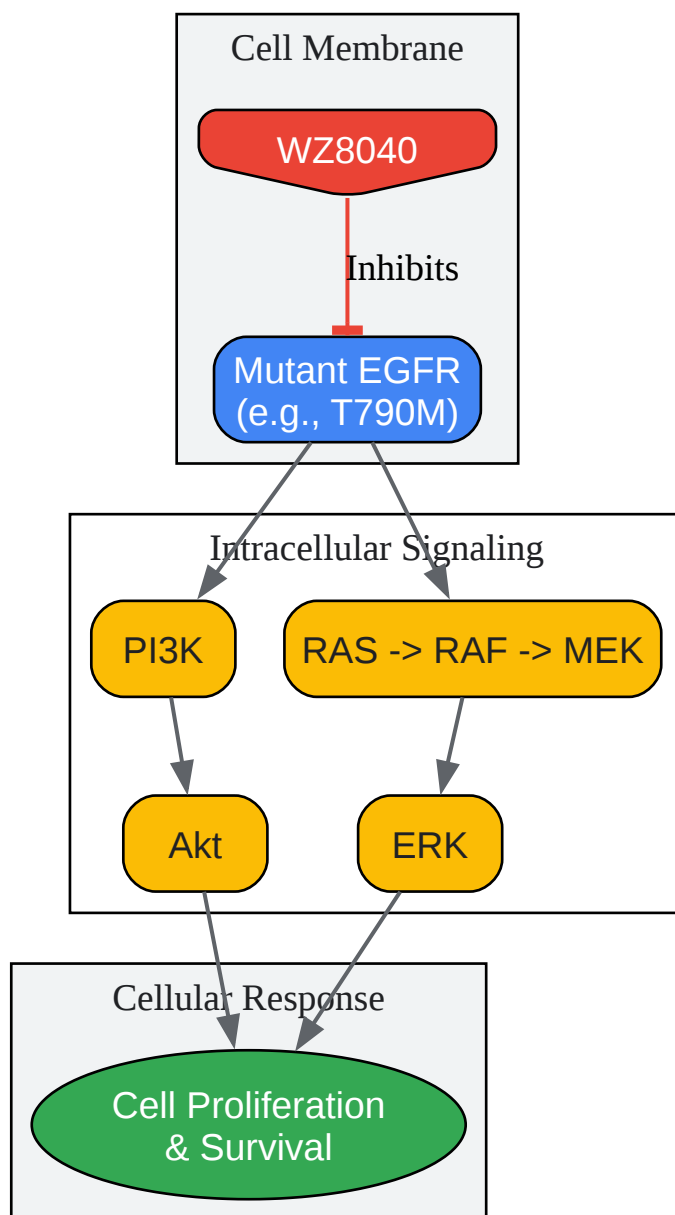 Cell Membrane
WZ8040
Inhibits
Mutant EGFR
(e.g., T790M)
Intracellular Signaling
PI3K
RAS -> RAF -> MEK
Akt
ERK
Cellular Response
Cell Proliferation
& Survival